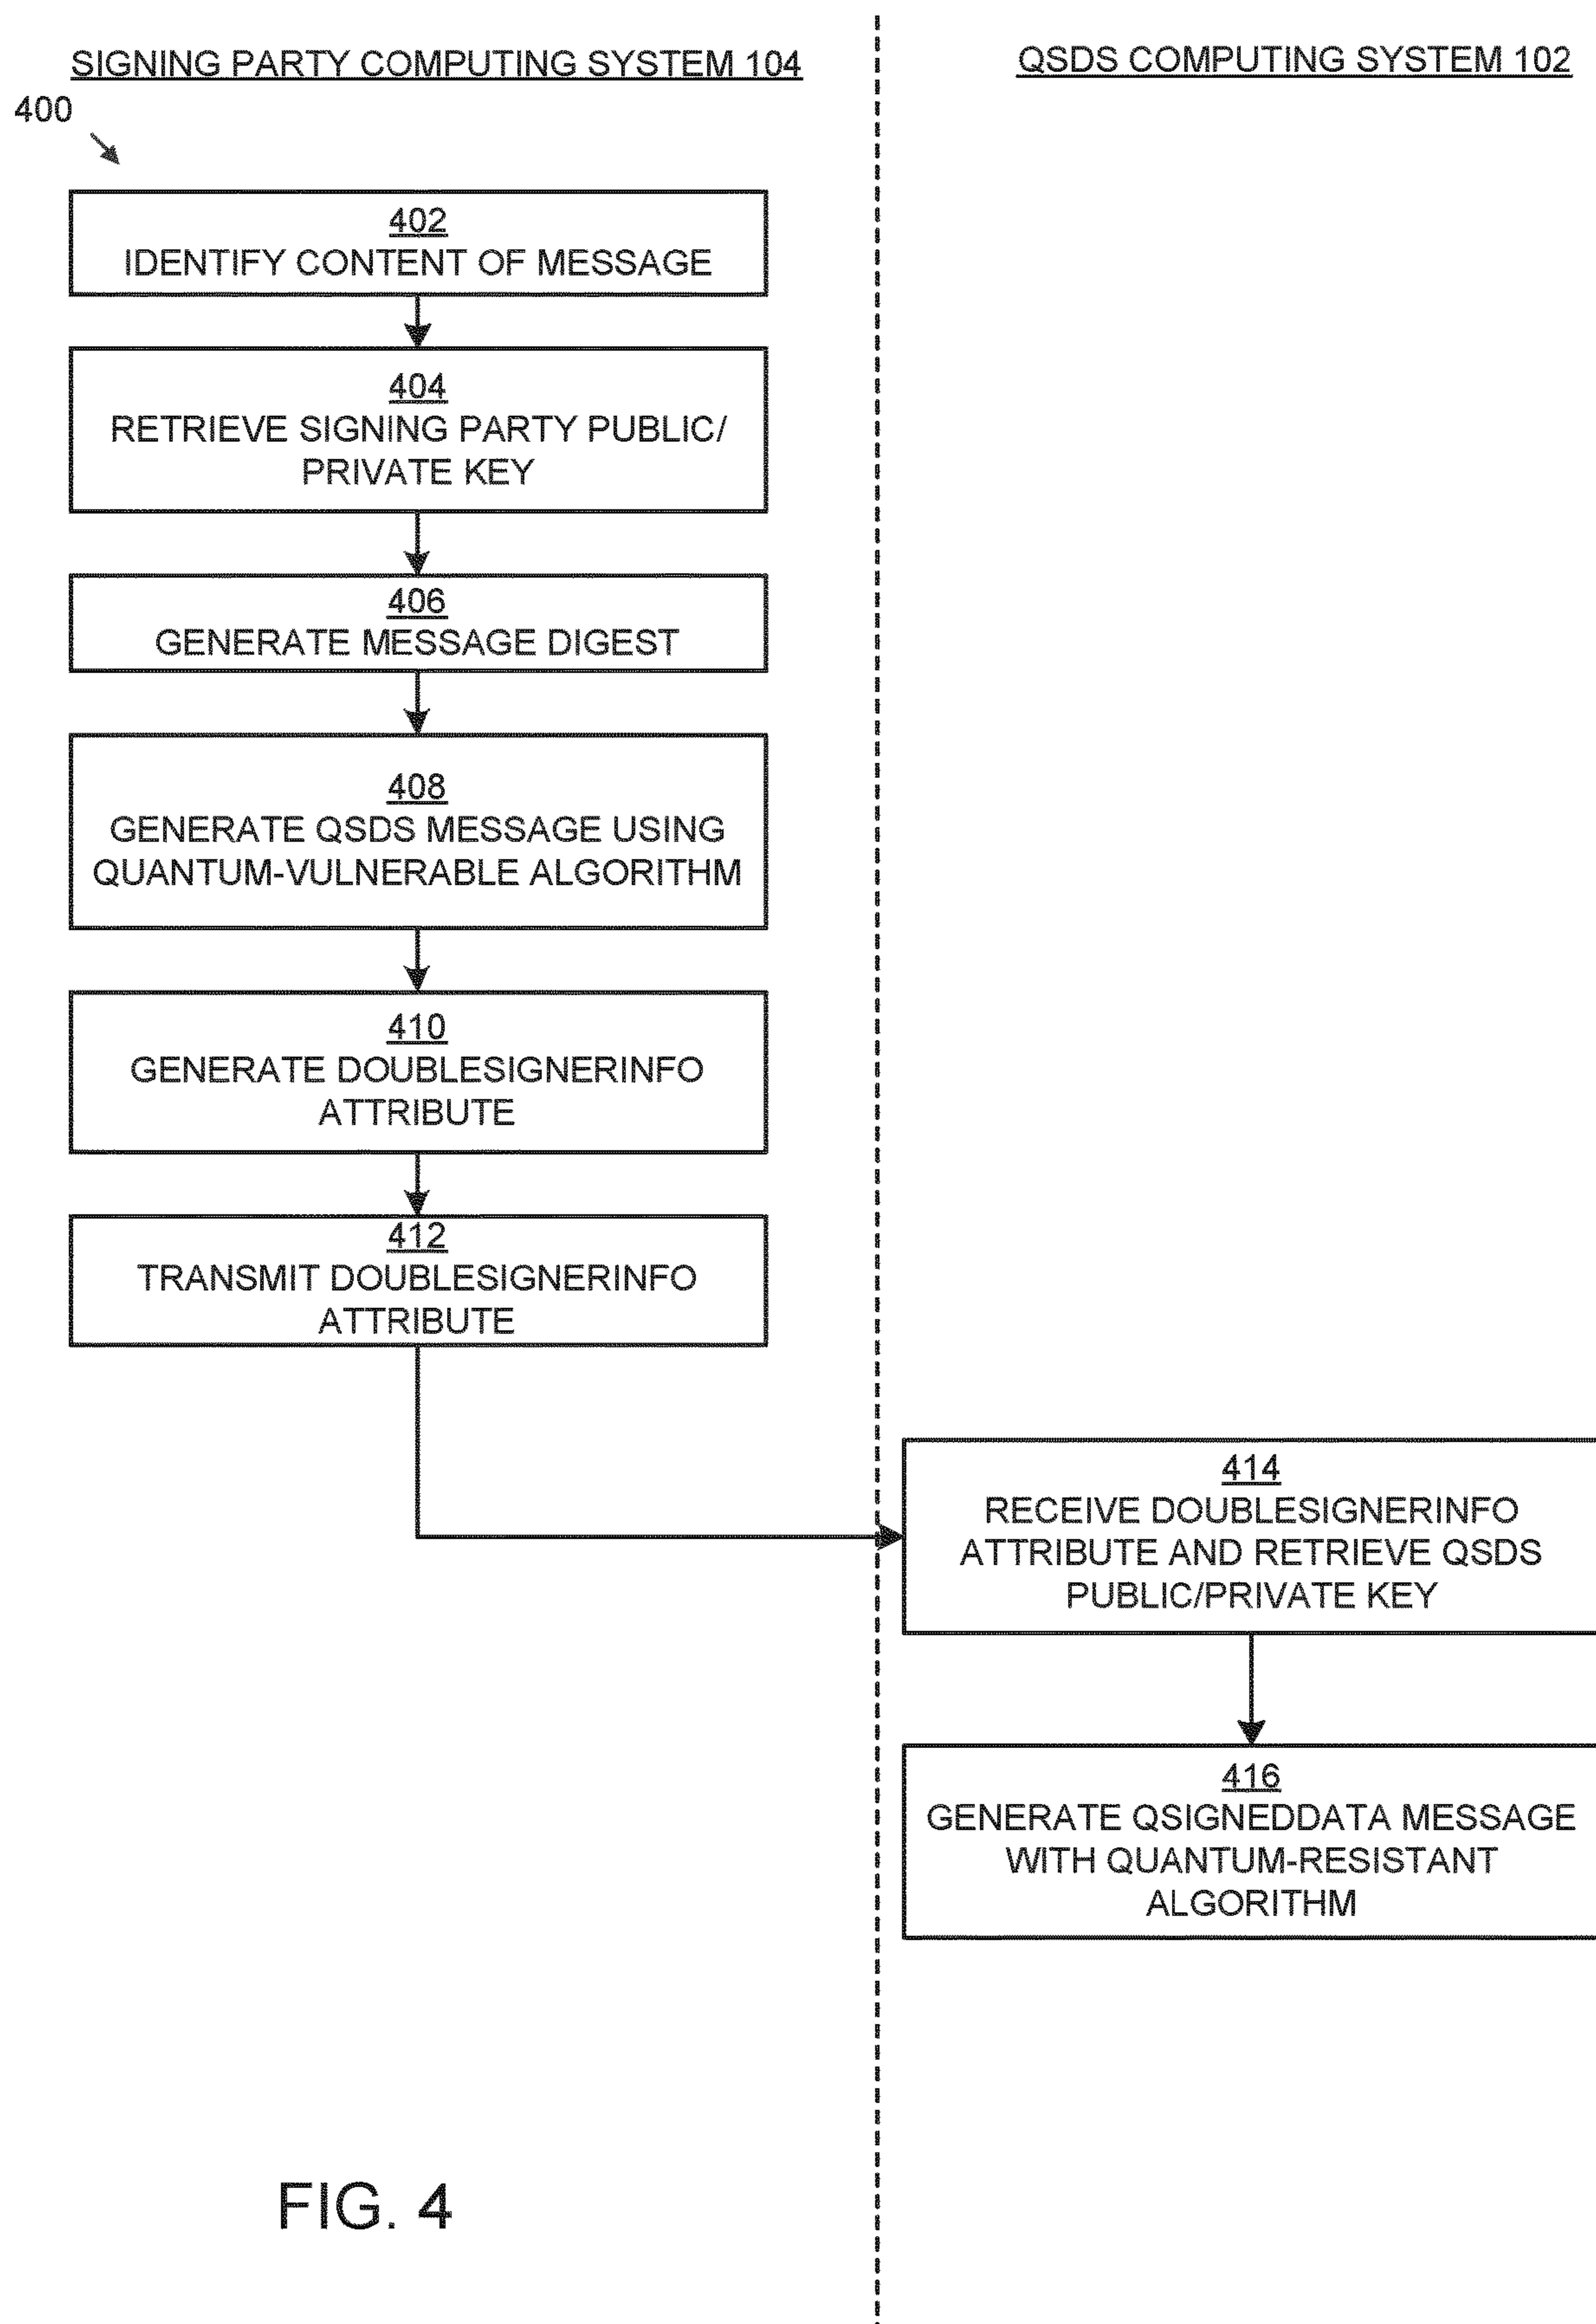 SIGNING PARTY COMPUTING SYSTEM 104
QSDS COMPUTING SYSTEM 102
400
402
IDENTIFY CONTENT OF MESSAGE
404
RETRIEVE SIGNING PARTY PUBLIC/
PRIVATE KEY
406
GENERATE MESSAGE DIGEST
408
GENERATE QSDS MESSAGE USING
QUANTUM-VULNERABLE ALGORITHM
410
GENERATE DOUBLESIGNERINFO
ATTRIBUTE
412
TRANSMIT DOUBLESIGNERINFO
ATTRIBUTE
414
RECEIVE DOUBLESIGNERINFO
ATTRIBUTE AND RETRIEVE QSDS
PUBLIC/PRIVATE KEY
416
GENERATE QSIGNEDDATA MESSAGE
WITH QUANTUM-RESISTANT
ALGORITHM
FIG. 4